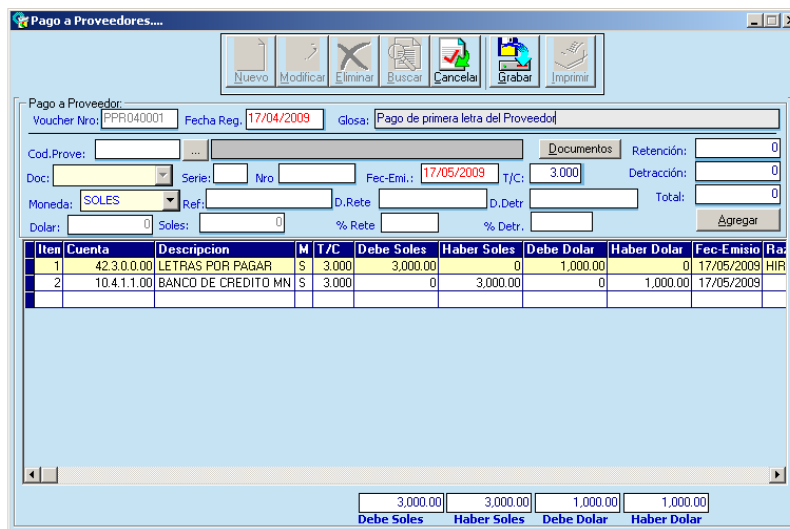 Pago a Proveedores....
Nuevo Modificar Eliminar Buscar Cancelar Grabar Imprimir
Pago a Proveedor:
Voucher Nro: PPR040001 Fecha Reg. 17/04/2009 Glosa: Pago de primera letra del Proveedor
Cod.Prove: ... Documentos Retención: 0
Doc: Serie: Nro Fec-Emi.: 17/05/2009 T/C: 3.000 Detracción: 0
Moneda: SOLES Ref: D.Rete D.Detr Total: 0
Dolar: 0 Soles: 0 % Rete % Detr. Agregar
Item Cuenta Descripcion M T/C Debe Soles Haber Soles Debe Dolar Haber Dolar Fec-Emisio Raz
1 42.3.0.0.00 LETRAS POR PAGAR S 3.000 3,000.00 0 1,000.00 0 17/05/2009 HIR
2 10.4.1.1.00 BANCO DE CREDITO MN S 3.000 0 3,000.00 0 1,000.00 17/05/2009
3,000.00 3,000.00 1,000.00 1,000.00
Debe Soles Haber Soles Debe Dolar Haber Dolar